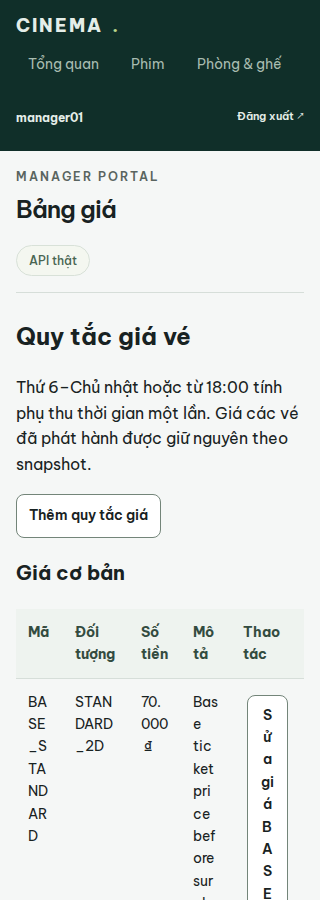 CINEMA .
Tổng quan Phim Phòng & ghế
manager01 Đăng xuất ↗
MANAGER PORTAL
Bảng giá
API thật
Quy tắc giá vé
Thứ 6–Chủ nhật hoặc từ 18:00 tính
phụ thu thời gian một lần. Giá các vé
đã phát hành được giữ nguyên theo
snapshot.
Thêm quy tắc giá
Giá cơ bản
Mã Đối Số Mô Thao
tượng tiền tả tác
BA STAN 70. Bas S
SE DARD 000 e ử
_S _2D ₫ tic a
TA ket gi
ND pri á
AR ce B
D bef A
ore S
sur E